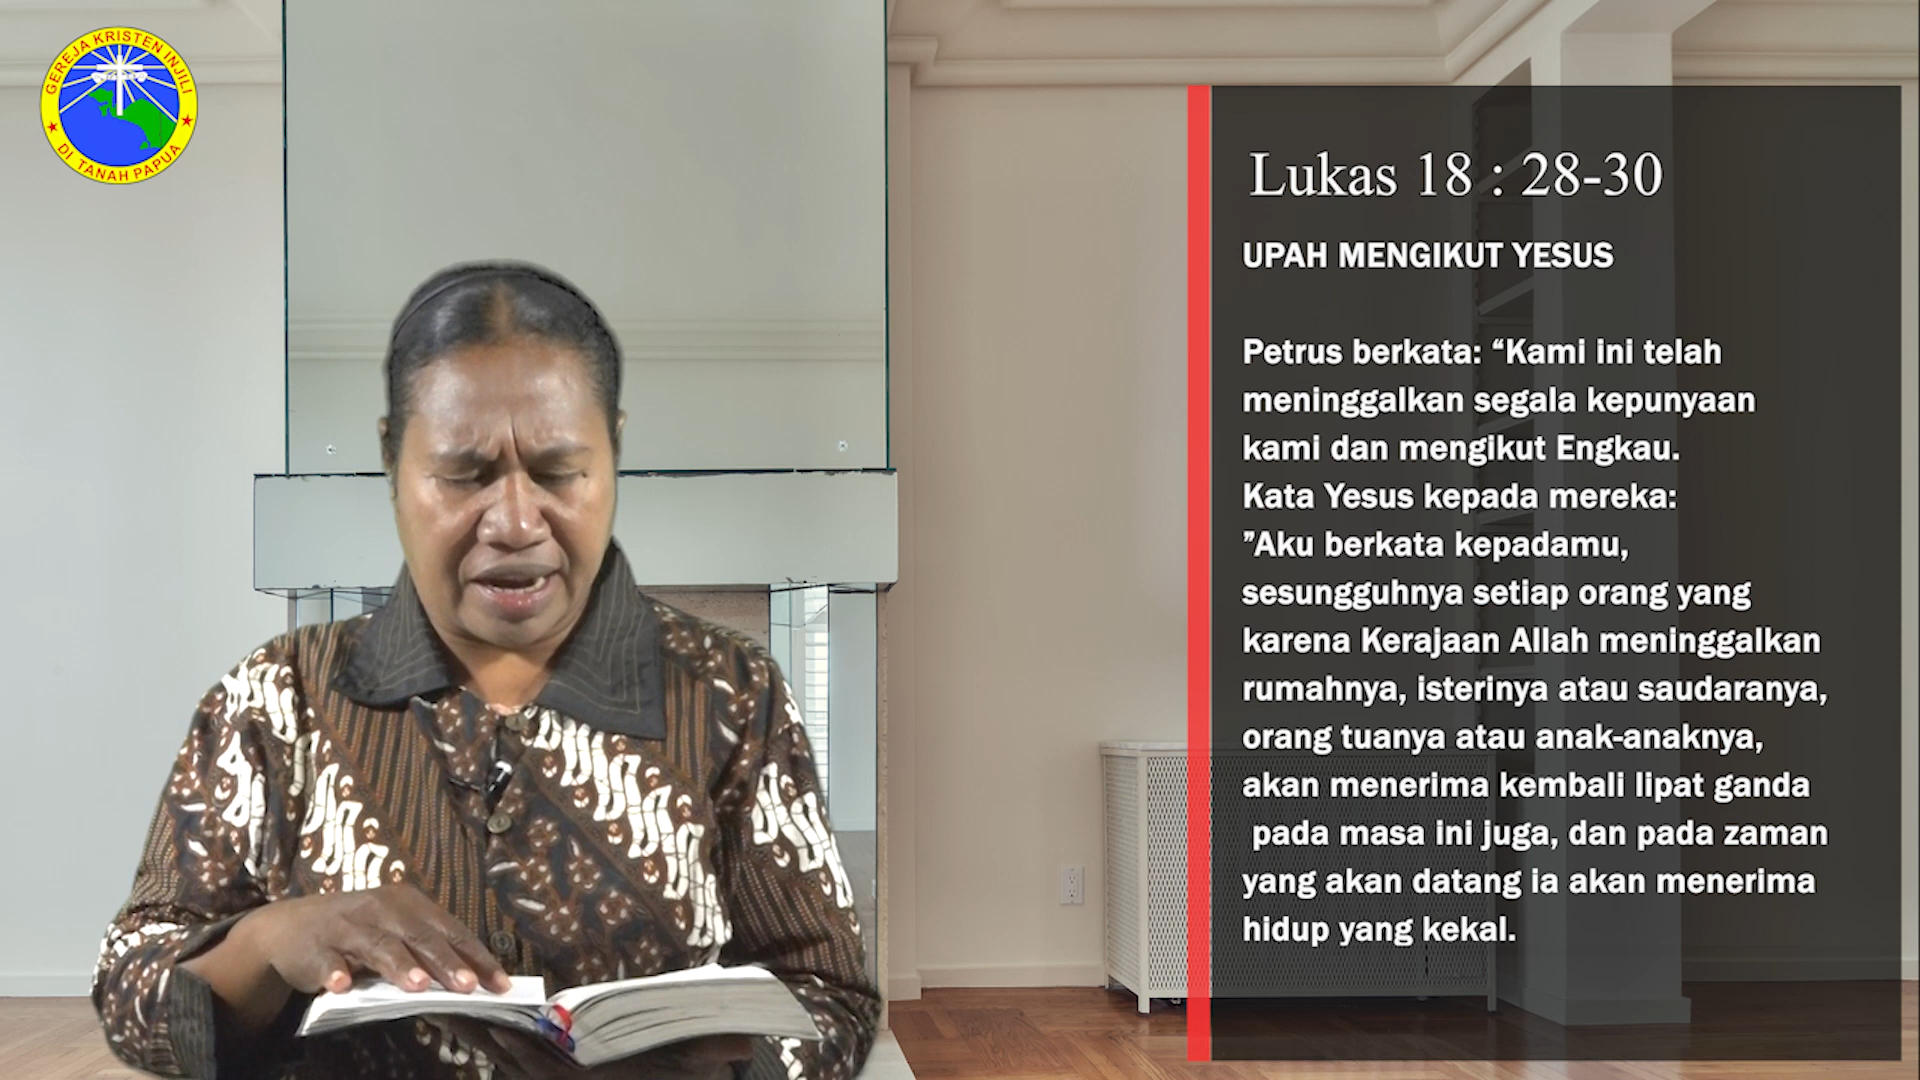 GEREJA KRISTEN INJILI
DI TANAH PAPUA
Lukas 18 : 28-30
UPAH MENGIKUT YESUS
Petrus berkata: “Kami ini telah
meninggalkan segala kepunyaan
kami dan mengikut Engkau.
Kata Yesus kepada mereka:
”Aku berkata kepadamu,
sesungguhnya setiap orang yang
karena Kerajaan Allah meninggalkan
rumahnya, isterinya atau saudaranya,
orang tuanya atau anak-anaknya,
akan menerima kembali lipat ganda
pada masa ini juga, dan pada zaman
yang akan datang ia akan menerima
hidup yang kekal.